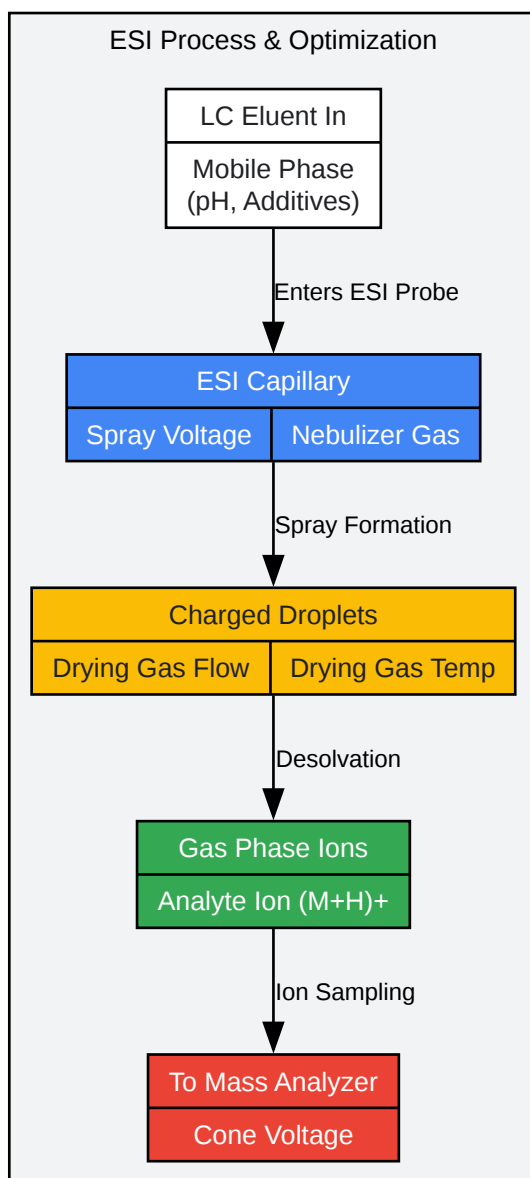 ESI Process & Optimization
LC Eluent In
Mobile Phase
(pH, Additives)
Enters ESI Probe
ESI Capillary
Spray Voltage
Nebulizer Gas
Spray Formation
Charged Droplets
Drying Gas Flow
Drying Gas Temp
Desolvation
Gas Phase Ions
Analyte Ion (M+H)+
Ion Sampling
To Mass Analyzer
Cone Voltage